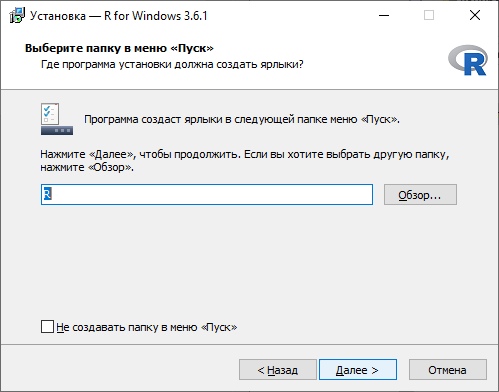 Установка — R for Windows 3.6.1
Выберите папку в меню «Пуск»
Где программа установки должна создать ярлыки?
R
Программа создаст ярлыки в следующей папке меню «Пуск».
Нажмите «Далее», чтобы продолжить. Если вы хотите выбрать другую папку,
нажмите «Обзор».
R
Обзор...
Не создавать папку в меню «Пуск»
< Назад
Далее >
Отмена